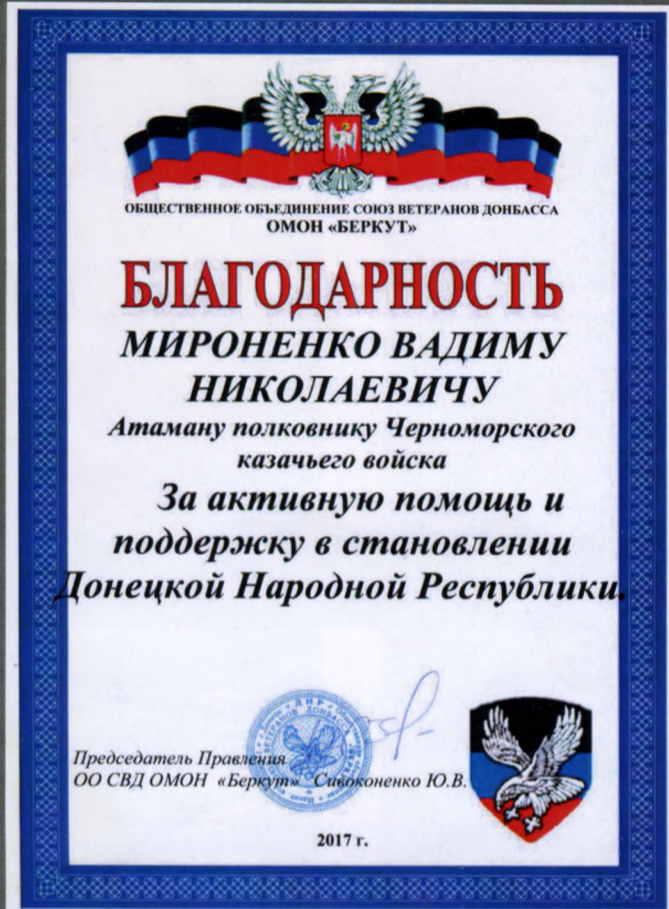 ОБЩЕСТВЕННОЕ ОБЪЕДИНЕНИЕ СОЮЗ ВЕТЕРАНОВ ДОНБАССА
ОМОН «БЕРКУТ»
БЛАГОДАРНОСТЬ
МИРОНЕНКО ВАДИМУ
НИКОЛАЕВИЧУ
Атаману полковнику Черноморского
казачьего войска
За активную помощь и
поддержку в становлении
Донецкой Народной Республики.
Председатель Правления
ОО СВД ОМОН «Беркут» Сивоконенко Ю.В.
2017 г.